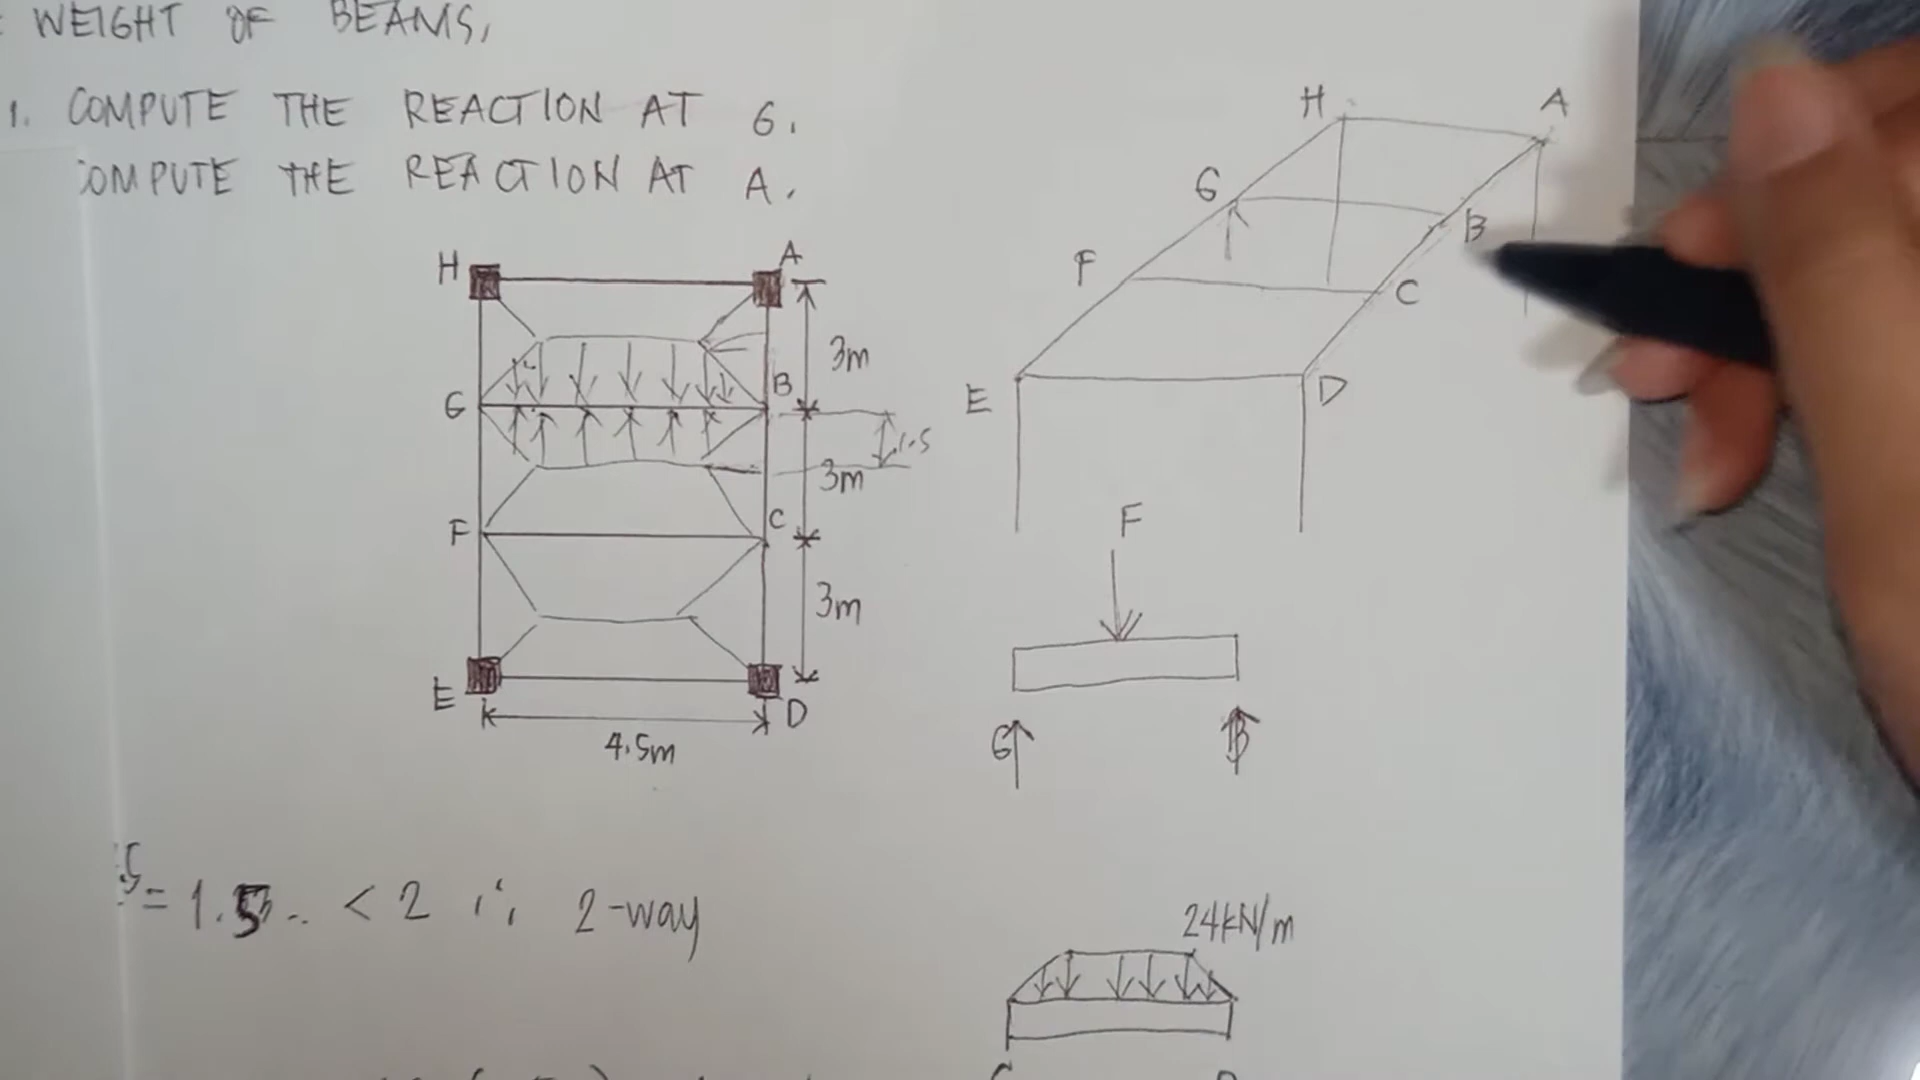 WEIGHT OF BEAMS,
1. COMPUTE THE REACTION AT G.
COMPUTE THE REACTION AT A.
H A
3m
G B
1.5
3m
F C
3m
E D
4.5m
H A
G B
F C
E D
F
G B
= 1.5.. < 2 ∴ 2-way
24kN/m